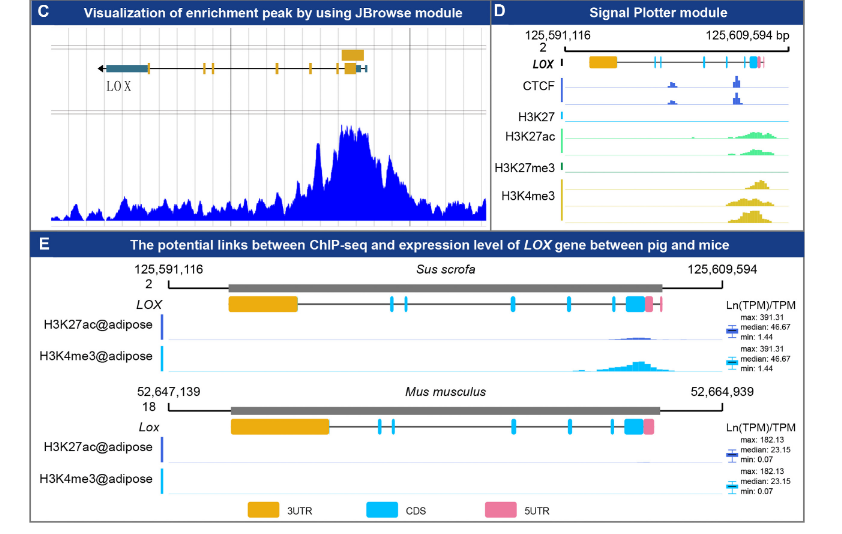 C Visualization of enrichment peak by using JBrowse module
LOX
D Signal Plotter module
125,591,116 125,609,594 bp
2
LOX
CTCF
H3K27
H3K27ac
H3K27me3
H3K4me3
E The potential links between ChIP-seq and expression level of LOX gene between pig and mice
125,591,116 Sus scrofa 125,609,594
2
LOX Ln(TPM)/TPM
H3K27ac@adipose
max: 391.31
median: 46.67
min: 1.44
H3K4me3@adipose
max: 391.31
median: 46.67
min: 1.44
52,647,139 Mus musculus 52,664,939
18
Lox Ln(TPM)/TPM
H3K27ac@adipose
max: 182.13
median: 23.15
min: 0.07
H3K4me3@adipose
max: 182.13
median: 23.15
min: 0.07
3UTR CDS 5UTR